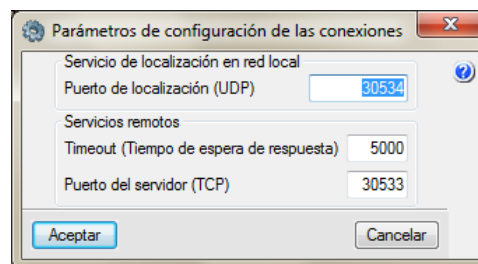 Parámetros de configuración de las conexiones
Servicio de localización en red local
Puerto de localización (UDP) 30534
Servicios remotos
Timeout (Tiempo de espera de respuesta) 5000
Puerto del servidor (TCP) 30533
Aceptar Cancelar